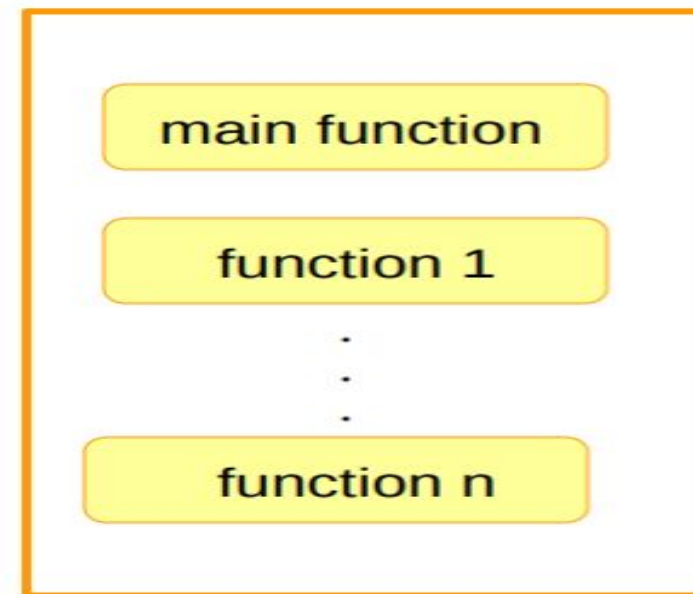 main function
function 1
.
.
.
function n